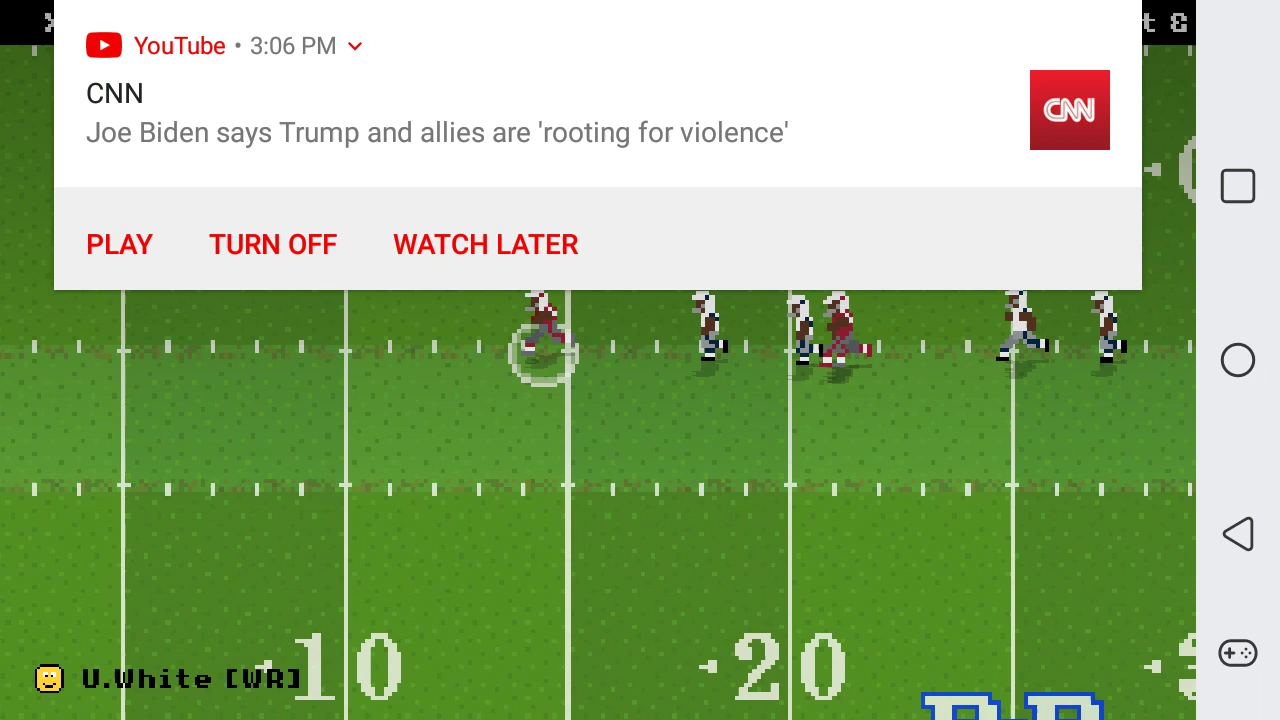 YouTube • 3:06 PM
CNN
Joe Biden says Trump and allies are 'rooting for violence'
CNN
PLAY TURN OFF WATCH LATER
10 20
U.White [WR]